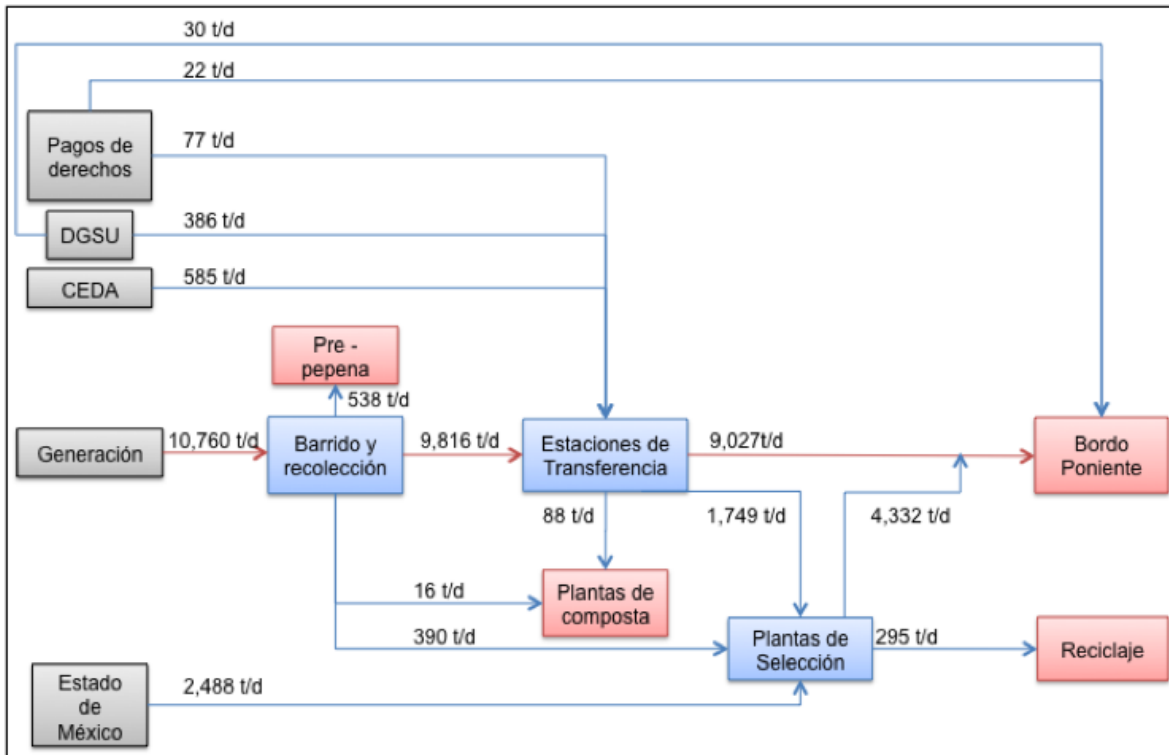 30 t/d
22 t/d
Pagos de
derechos
77 t/d
DGSU
386 t/d
CEDA
585 t/d
Pre -
pepena
538 t/d
Generación
10,760 t/d
Barrido y
recolección
9,816 t/d
Estaciones de
Transferencia
9,027t/d
Bordo
Poniente
88 t/d
1,749 t/d
4,332 t/d
16 t/d
Plantas de
composta
390 t/d
Plantas de
Selección
295 t/d
Reciclaje
Estado
de
México
2,488 t/d